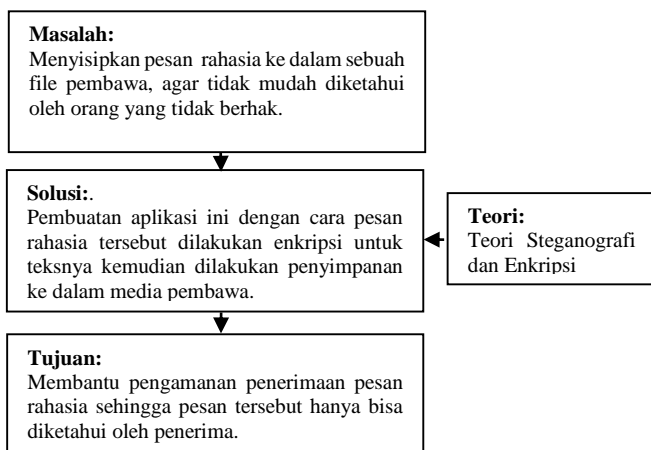 Masalah:
Menyisipkan pesan rahasia ke dalam sebuah
file pembawa, agar tidak mudah diketahui
oleh orang yang tidak berhak.
Solusi:.
Pembuatan aplikasi ini dengan cara pesan
rahasia tersebut dilakukan enkripsi untuk
teksnya kemudian dilakukan penyimpanan
ke dalam media pembawa.
Teori:
Teori Steganografi
dan Enkripsi
Tujuan:
Membantu pengamanan penerimaan pesan
rahasia sehingga pesan tersebut hanya bisa
diketahui oleh penerima.